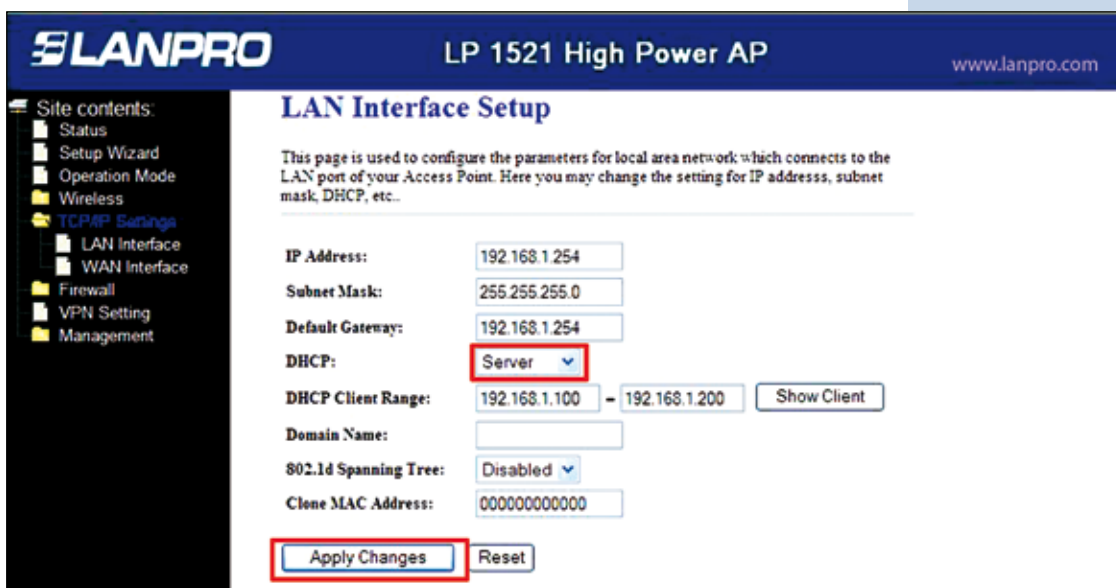 LANPRO
LP 1521 High Power AP
www.lanpro.com
Site contents:
Status
Setup Wizard
Operation Mode
Wireless
TCP/IP Settings
LAN Interface
WAN Interface
Firewall
VPN Setting
Management
LAN Interface Setup
This page is used to configure the parameters for local area network which connects to the
LAN port of your Access Point. Here you may change the setting for IP addresss, subnet
mask, DHCP, etc..
IP Address: 192.168.1.254
Subnet Mask: 255.255.255.0
Default Gateway: 192.168.1.254
DHCP: Server
DHCP Client Range: 192.168.1.100 - 192.168.1.200 Show Client
Domain Name:
802.1d Spanning Tree: Disabled
Clone MAC Address: 000000000000
Apply Changes Reset